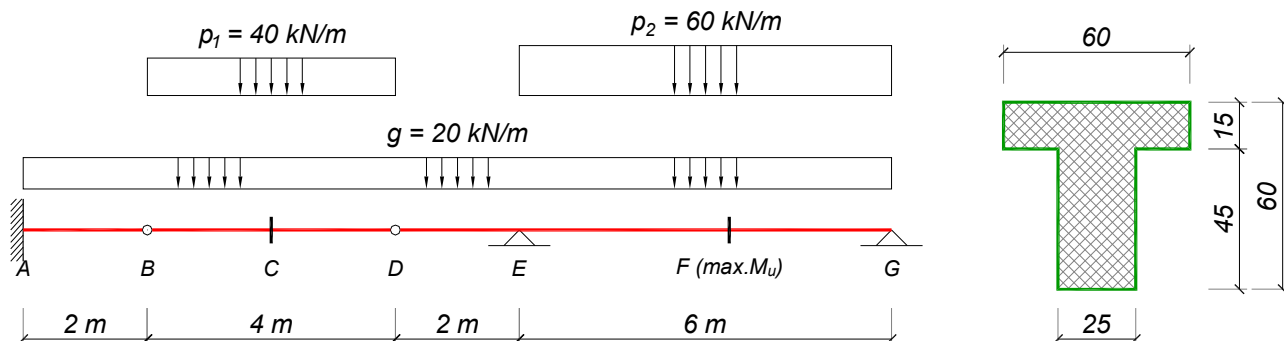 p₁ = 40 kN/m
p₂ = 60 kN/m
g = 20 kN/m
A B C D E F (max.Mᵤ) G
2 m 4 m 2 m 6 m
60
15
45
60
25